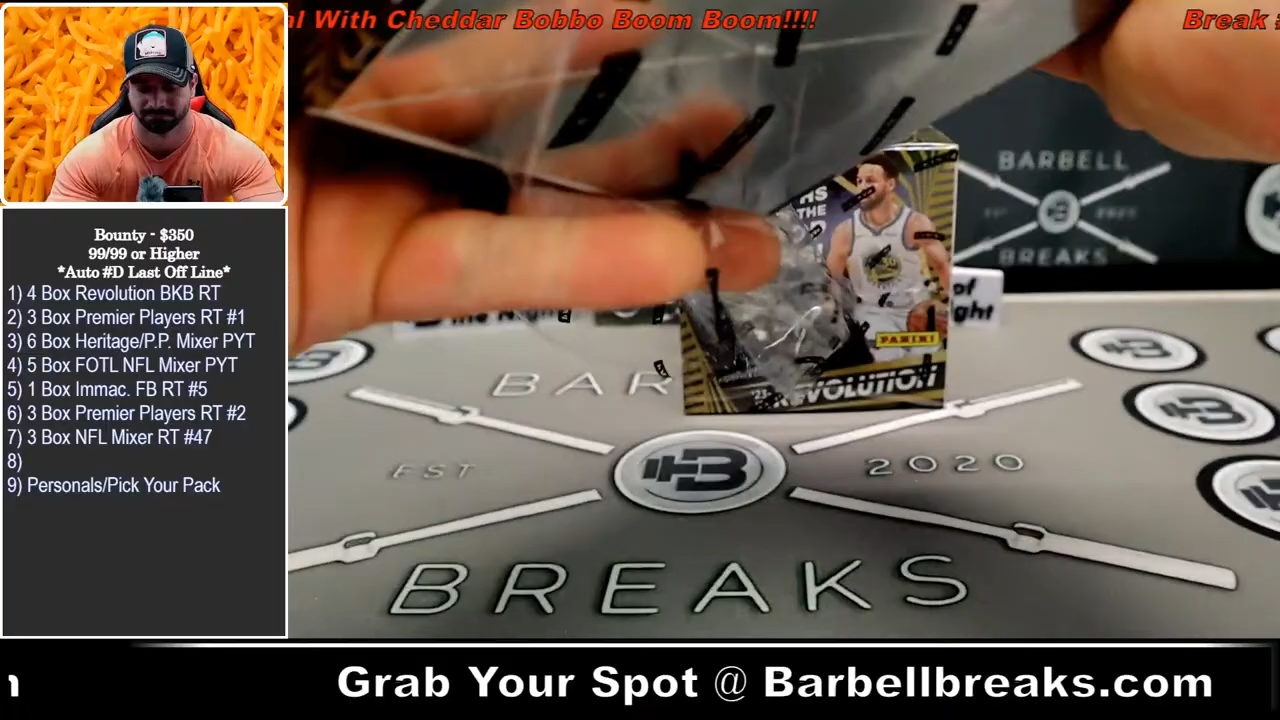 al With Cheddar Bobbo Boom Boom!!!!
Break
Bounty - $350
99/99 or Higher
*Auto #D Last Off Line*
1) 4 Box Revolution BKB RT
2) 3 Box Premier Players RT #1
3) 6 Box Heritage/P.P. Mixer PYT
4) 5 Box FOTL NFL Mixer PYT
5) 1 Box Immac. FB RT #5
6) 3 Box Premier Players RT #2
7) 3 Box NFL Mixer RT #47
8)
9) Personals/Pick Your Pack
BARBELL
2020
BREAKS
THE
PANINI
REVOLUTION
of
BAR
EST
2020
BREAKS
Grab Your Spot @ Barbellbreaks.com